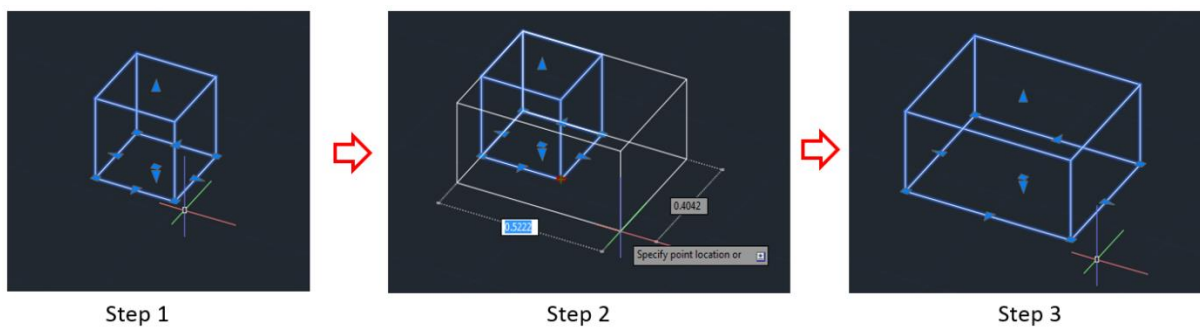 0.4042
0.5222
Specify point location or
Step 1
Step 2
Step 3